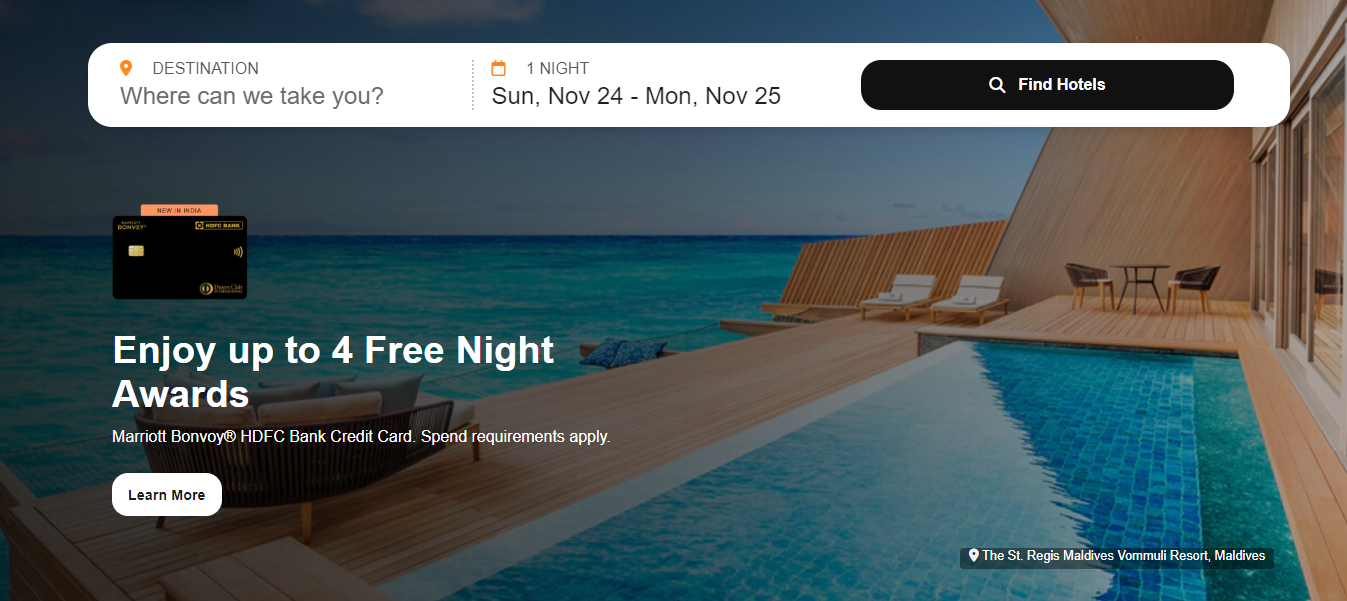 DESTINATION
Where can we take you?
1 NIGHT
Sun, Nov 24 - Mon, Nov 25
Find Hotels
NEW IN INDIA
MARRIOTT
BONVOY
HDFC BANK
Diners Club
INTERNATIONAL
Enjoy up to 4 Free Night
Awards
Marriott Bonvoy® HDFC Bank Credit Card. Spend requirements apply.
Learn More
The St. Regis Maldives Vommuli Resort, Maldives